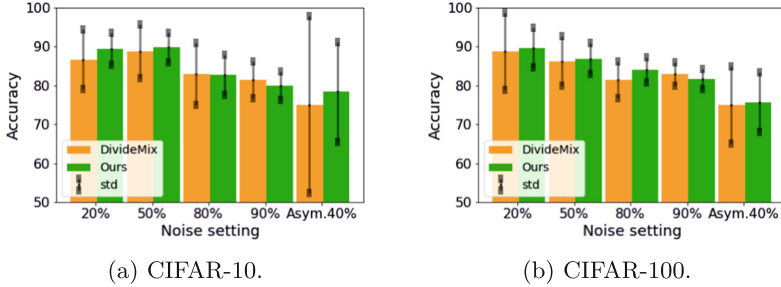 100
90
80
70
60
50
Accuracy
DivideMix
Ours
std
20% 50% 80% 90% Asym.40%
Noise setting
(a) CIFAR-10.
100
90
80
70
60
50
Accuracy
DivideMix
Ours
std
20% 50% 80% 90% Asym.40%
Noise setting
(b) CIFAR-100.